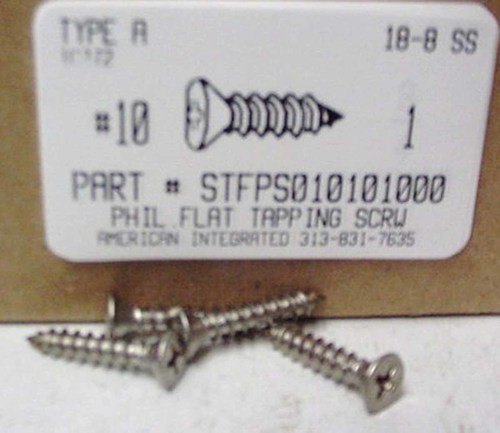 TYPE A
18-8 SS
#10
1
PART # STFPS010101000
PHIL FLAT TAPPING SCRW
AMERICAN INTEGRATED 313-831-7635